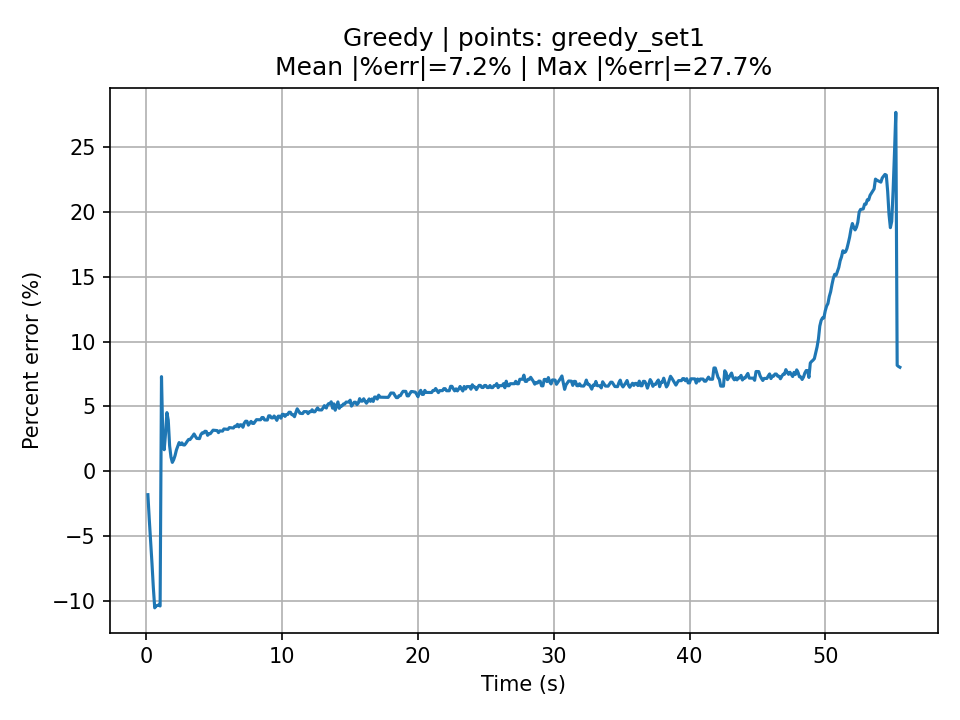 Greedy | points: greedy_set1
Mean |%err|=7.2% | Max |%err|=27.7%
Percent error (%)
25
20
15
10
5
0
−5
−10
0 10 20 30 40 50
Time (s)